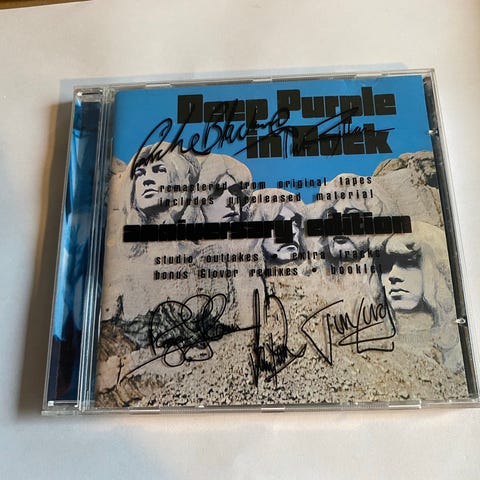 Deep Purple
in Rock
remastered from original tapes
includes unreleased material
anniversary edition
studio outtakes • extra tracks
bonus Glover remixes • booklet